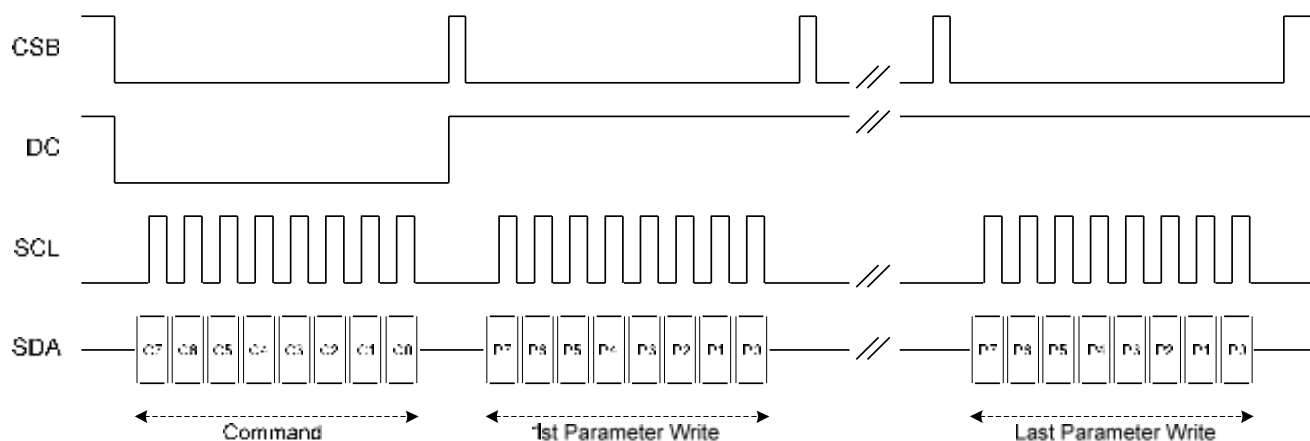 CSB
DC
SCL
SDA
C7 C6 C5 C4 C3 C2 C1 C0 P7 P6 P5 P4 P3 P2 P1 P0 P7 P6 P5 P4 P3 P2 P1 P0
Command 1st Parameter Write Last Parameter Write